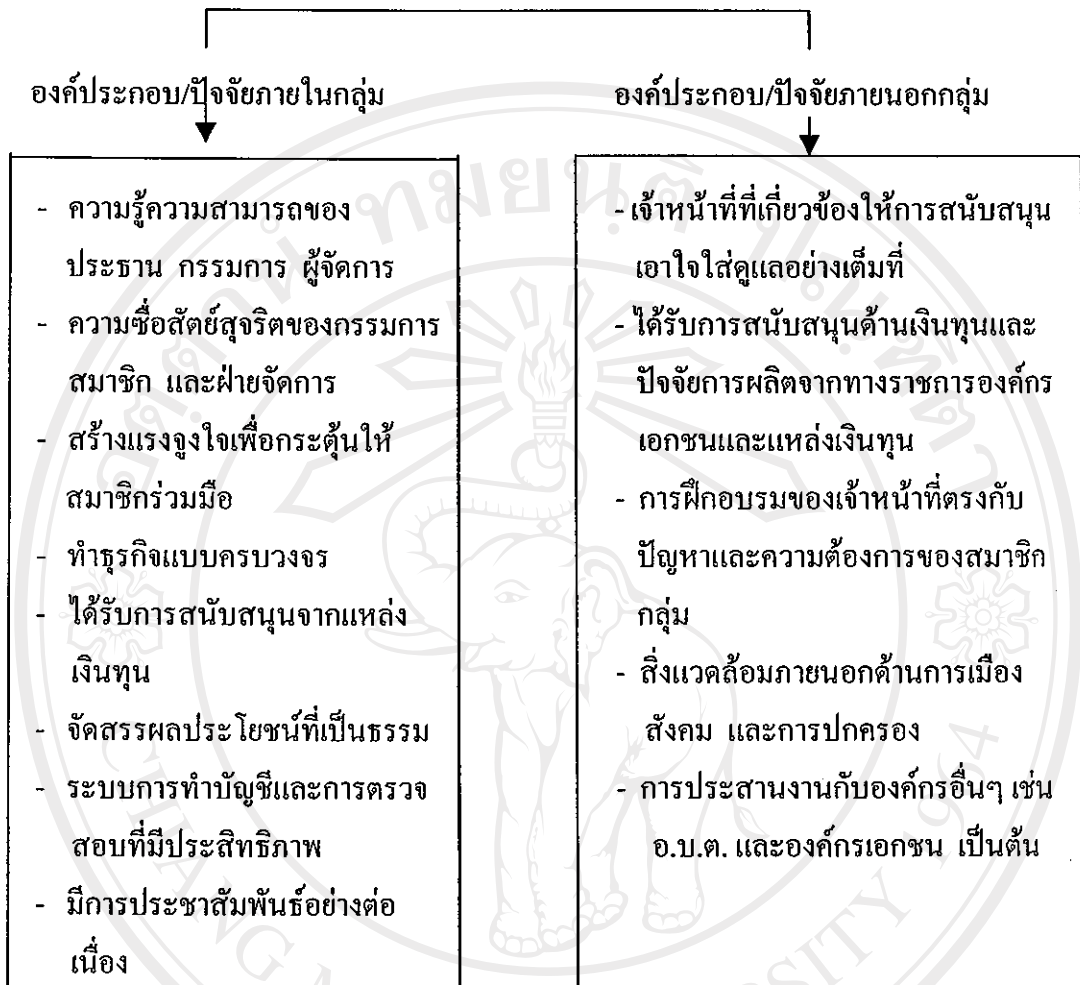 องค์ประกอบ/ปัจจัยภายในกลุ่ม
- ความรู้ความสามารถของ
ประธาน กรรมการ ผู้จัดการ
- ความซื่อสัตย์สุจริตของกรรมการ
สมาชิก และฝ่ายจัดการ
- สร้างแรงจูงใจเพื่อกระตุ้นให้
สมาชิกร่วมมือ
- ทำธุรกิจแบบครบวงจร
- ได้รับการสนับสนุนจากแหล่ง
เงินทุน
- จัดสรรผลประโยชน์ที่เป็นธรรม
- ระบบการทำบัญชีและการตรวจ
สอบที่มีประสิทธิภาพ
- มีการประชาสัมพันธ์อย่างต่อ
เนื่อง
องค์ประกอบ/ปัจจัยภายนอกกลุ่ม
- เจ้าหน้าที่ที่เกี่ยวข้องให้การสนับสนุน
เอาใจใส่ดูแลอย่างเต็มที่
- ได้รับการสนับสนุนด้านเงินทุนและ
ปัจจัยการผลิตจากทางราชการองค์กร
เอกชนและแหล่งเงินทุน
- การฝึกอบรมของเจ้าหน้าที่ตรงกับ
ปัญหาและความต้องการของสมาชิก
กลุ่ม
- สิ่งแวดล้อมภายนอกด้านการเมือง
สังคม และการปกครอง
- การประสานงานกับองค์กรอื่นๆ เช่น
อ.บ.ต. และองค์กรเอกชน เป็นต้น